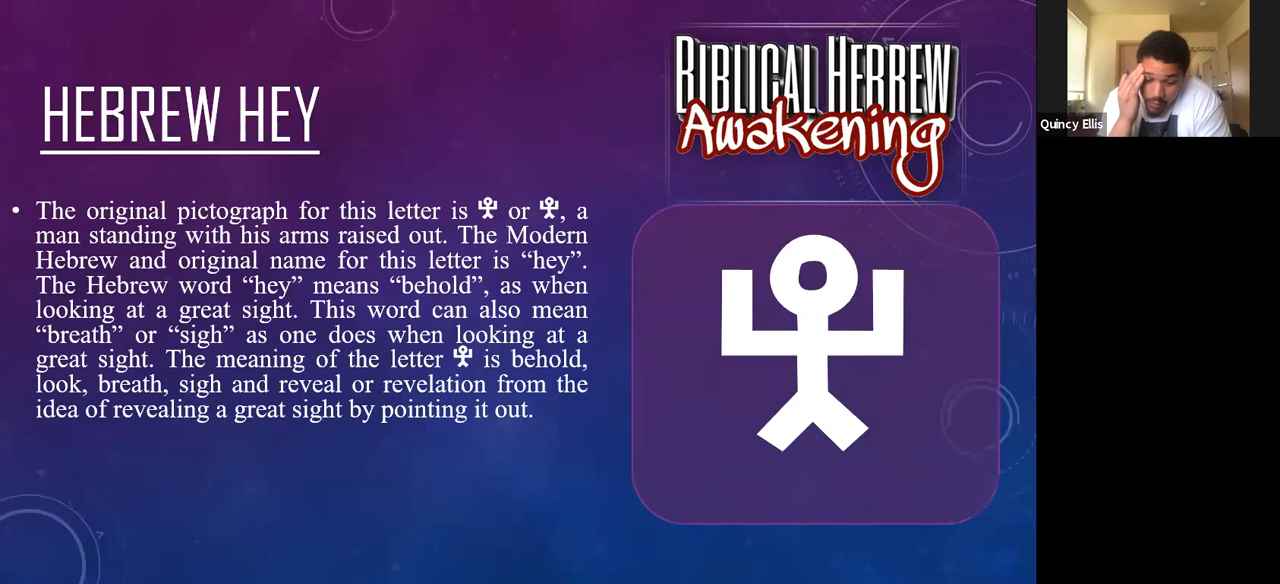 HEBREW HEY
BIBLICAL HEBREW
Awakening
Quincy Ellis
• The original pictograph for this letter is or , a
man standing with his arms raised out. The Modern
Hebrew and original name for this letter is “hey”.
The Hebrew word “hey” means “behold”, as when
looking at a great sight. This word can also mean
“breath” or “sigh” as one does when looking at a
great sight. The meaning of the letter is behold,
look, breath, sigh and reveal or revelation from the
idea of revealing a great sight by pointing it out.